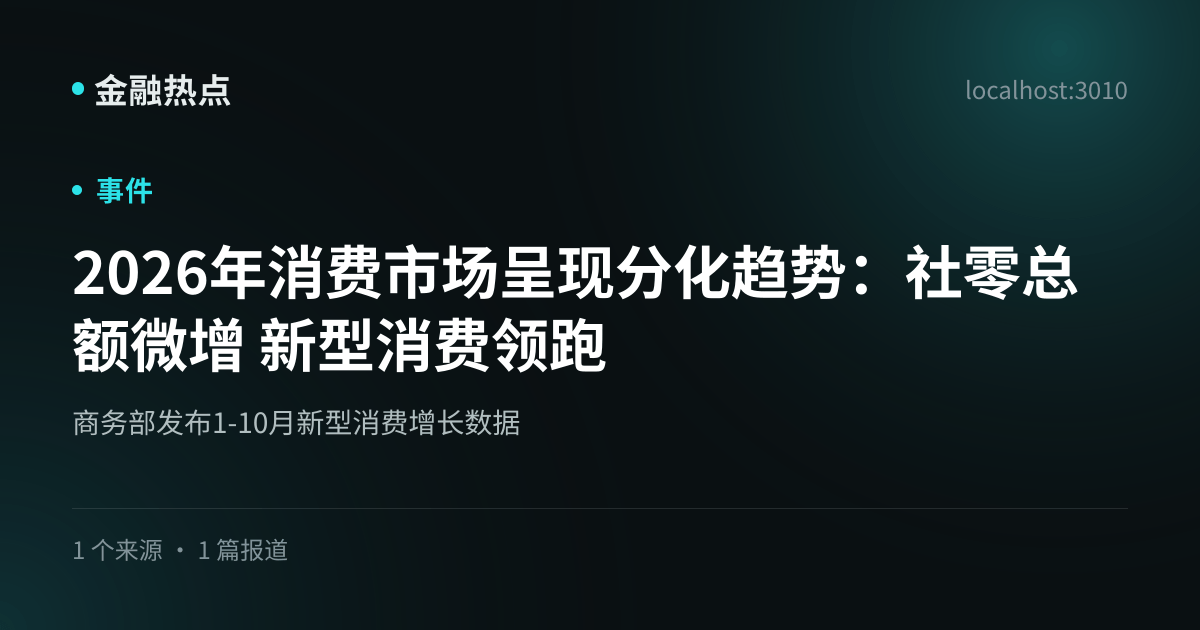 金融热点
localhost:3010
事件
2026年消费市场呈现分化趋势：社零总
额微增 新型消费领跑
商务部发布1-10月新型消费增长数据
1 个来源 · 1 篇报道